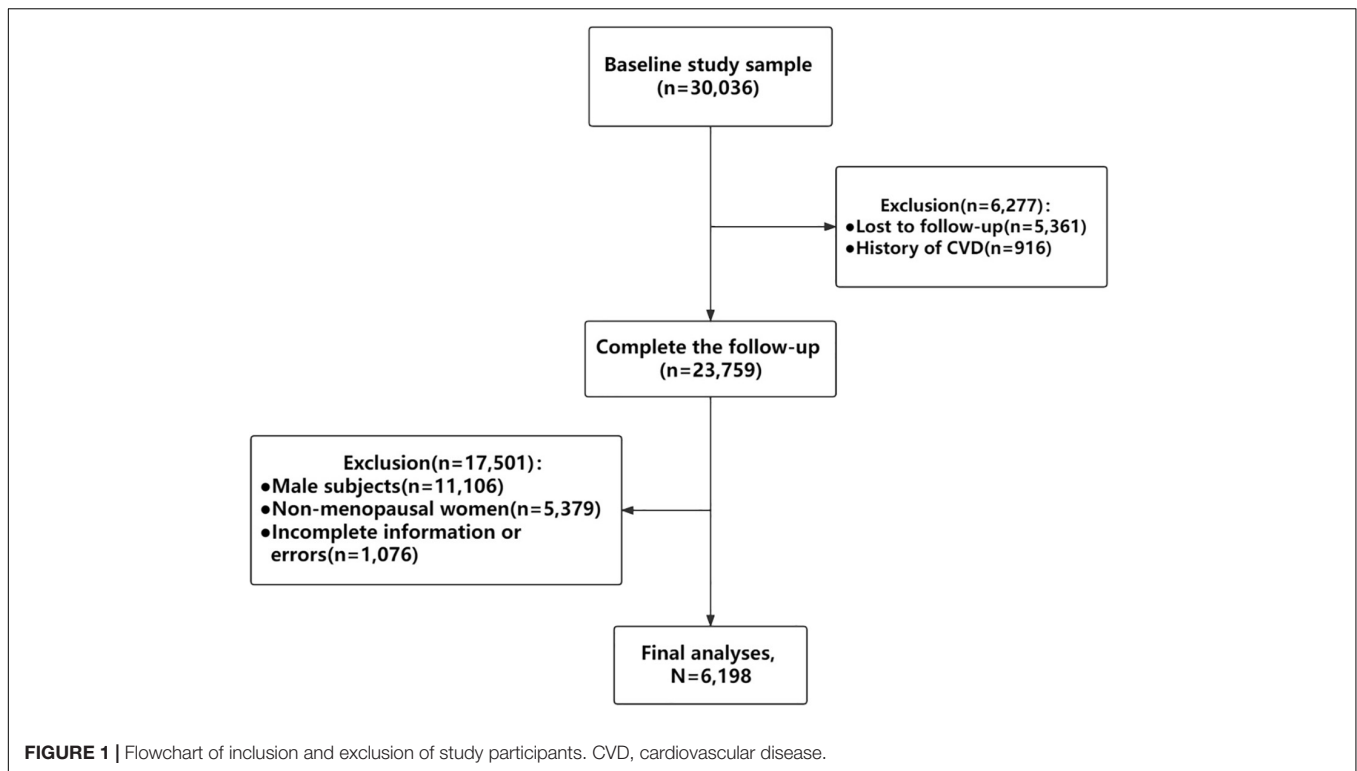 Baseline study sample
(n=30,036)
Exclusion(n=6,277):
●Lost to follow-up(n=5,361)
●History of CVD(n=916)
Complete the follow-up
(n=23,759)
Exclusion(n=17,501):
●Male subjects(n=11,106)
●Non-menopausal women(n=5,379)
●Incomplete information or
errors(n=1,076)
Final analyses,
N=6,198
FIGURE 1 | Flowchart of inclusion and exclusion of study participants. CVD, cardiovascular disease.